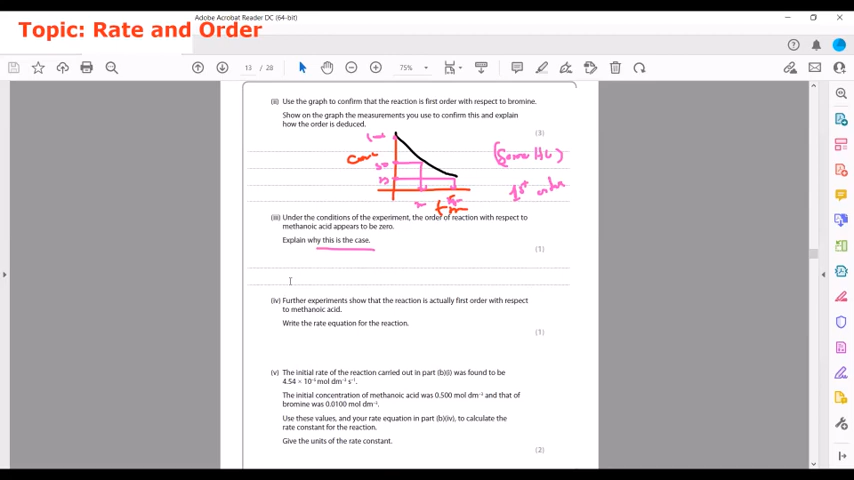 Adobe Acrobat Reader DC (64-bit)
Topic: Rate and Order
13 / 28
75%
(ii) Use the graph to confirm that the reaction is first order with respect to bromine.
Show on the graph the measurements you use to confirm this and explain
how the order is deduced.
(3)
(Same HL)
1st order
(iii) Under the conditions of the experiment, the order of reaction with respect to
methanoic acid appears to be zero.
Explain why this is the case.
(1)
(iv) Further experiments show that the reaction is actually first order with respect
to methanoic acid.
Write the rate equation for the reaction.
(1)
(v) The initial rate of the reaction carried out in part (b)(i) was found to be
4.54 × 10⁻⁵ mol dm⁻³ s⁻¹.
The initial concentration of methanoic acid was 0.500 mol dm⁻³ and that of
bromine was 0.0100 mol dm⁻³.
Use these values, and your rate equation in part (b)(iv), to calculate the
rate constant for the reaction.
Give the units of the rate constant.
(2)